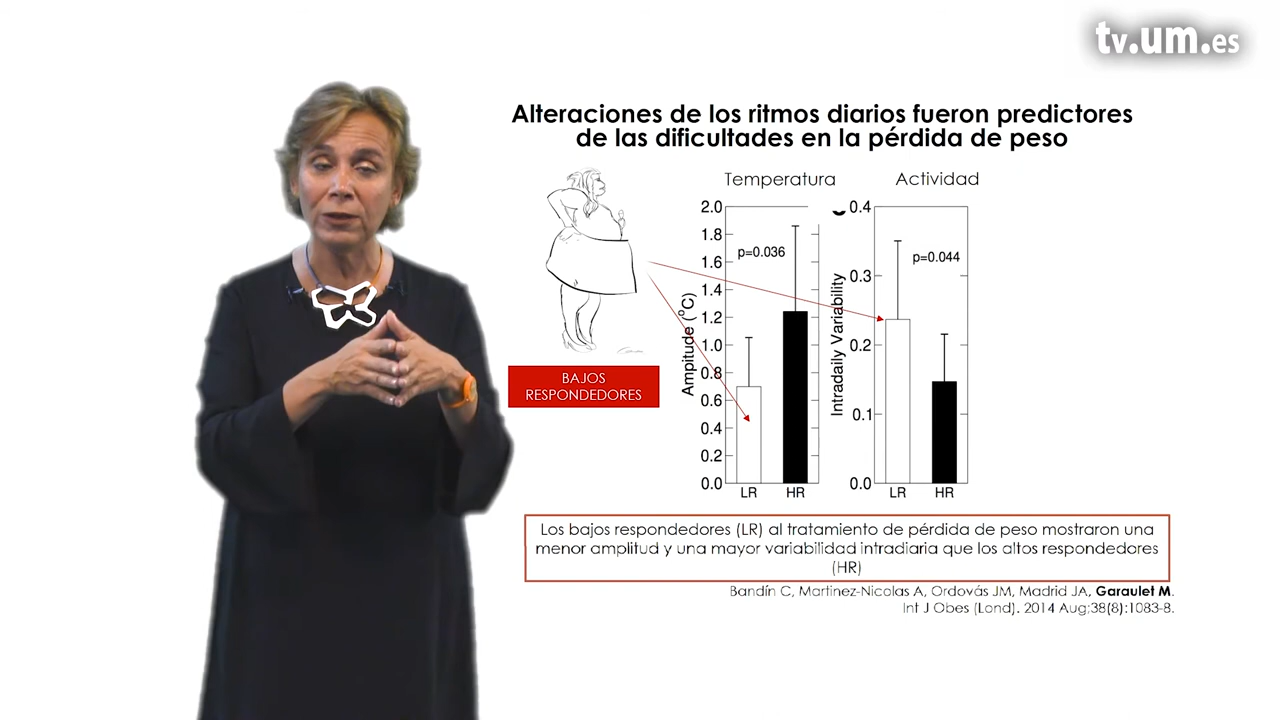 tv.um.es
Alteraciones de los ritmos diarios fueron predictores
de las dificultades en la pérdida de peso
Temperatura
Actividad
BAJOS
RESPONDEDORES
Ampitude (°C)
2.0
1.8
1.6
1.4
1.2
1.0
0.8
0.6
0.4
0.2
0.0
p=0.036
LR HR
Intradaily Variability
0.4
0.3
0.2
0.1
0.0
p=0.044
LR HR
Los bajos respondedores (LR) al tratamiento de pérdida de peso mostraron una
menor amplitud y una mayor variabilidad intradiaria que los altos respondedores
(HR)
Bandín C, Martinez-Nicolas A, Ordovás JM, Madrid JA, Garaulet M.
Int J Obes (Lond). 2014 Aug;38(8):1083-8.